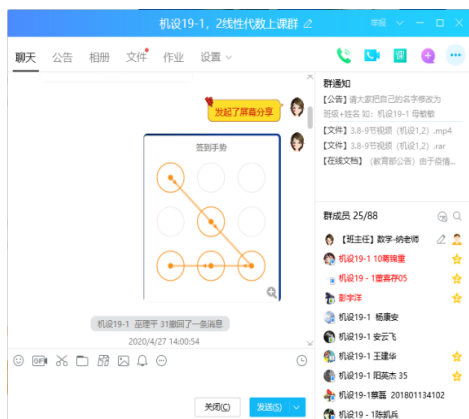 机设19-1, 2线性代数上课群
举报
聊天 公告 相册 文件 作业 设置
发起了屏幕分享
签到手势
机设19-1 巫理平 31撤回了一条消息
2020/4/27 14:00:54
GIF
关闭(C) 发送(S)
群通知
【公告】请大家把自己的名字修改为
班级+姓名 如: 机设19-1 母敏敏
【文件】3.8-9节视频 (机设1,2) .mp4
【文件】3.8-9节视频 (机设1,2) .rar
【在线文档】 (教育部公告) 由于疫情...
群成员 25/88
【班主任】数学-纳老师
机设19-1 10蒋锦重
机设19 - 1雷喜存05
彭宇洋
机设19-1 杨康安
机设19-1 安云飞
机设19-1 王建华
机设19-1 阳英杰 35
机设19-1蔡磊 201801134102
机设19 - 1陈凯兵